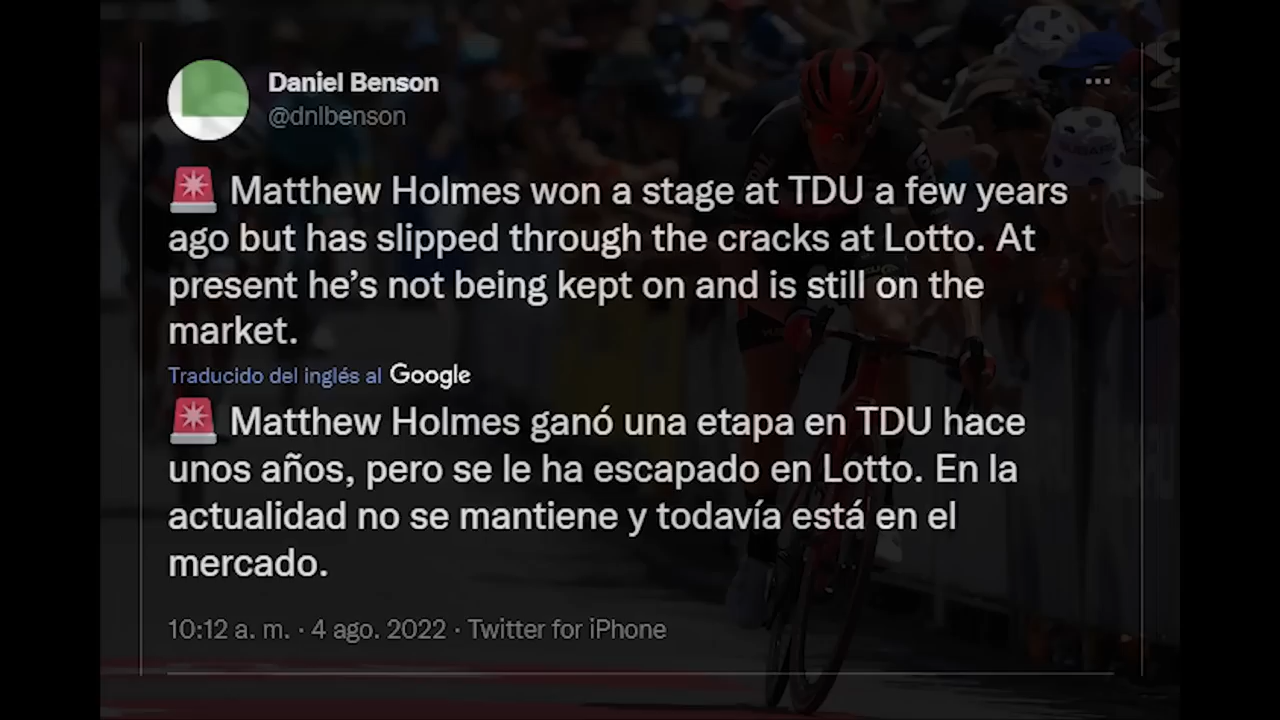 Daniel Benson
@dnlbenson
🚨 Matthew Holmes won a stage at TDU a few years
ago but has slipped through the cracks at Lotto. At
present he’s not being kept on and is still on the
market.
Traducido del inglés al Google
🚨 Matthew Holmes ganó una etapa en TDU hace
unos años, pero se le ha escapado en Lotto. En la
actualidad no se mantiene y todavía está en el
mercado.
10:12 a. m. · 4 ago. 2022 · Twitter for iPhone